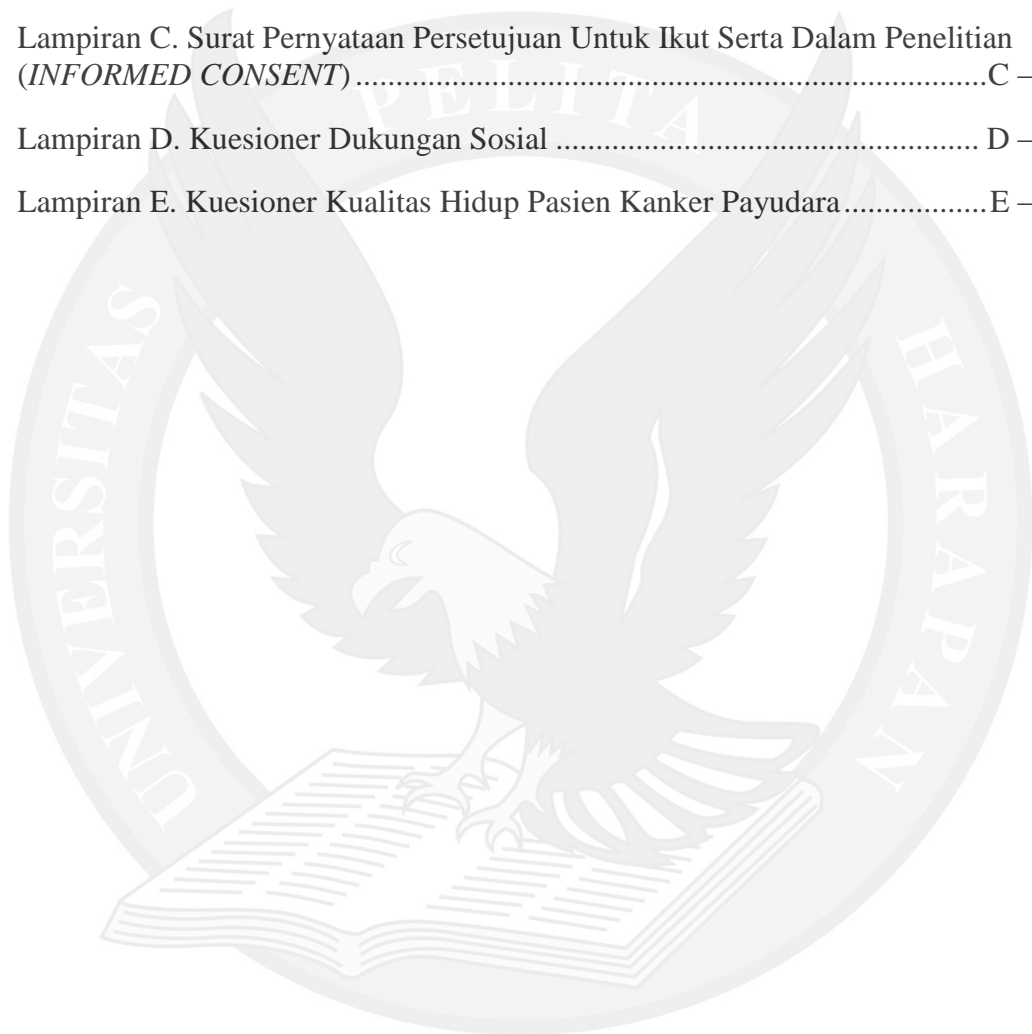 Lampiran C. Surat Pernyataan Persetujuan Untuk Ikut Serta Dalam Penelitian
(INFORMED CONSENT) ................................................................................C –
Lampiran D. Kuesioner Dukungan Sosial ..................................................... D –
Lampiran E. Kuesioner Kualitas Hidup Pasien Kanker Payudara..................E –
UNIVERSITAS PELITA HARAPAN